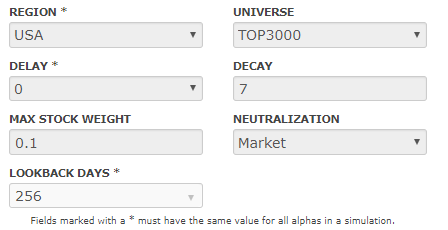 REGION * UNIVERSE
USA TOP3000
DELAY * DECAY
0 7
MAX STOCK WEIGHT NEUTRALIZATION
0.1 Market
LOOKBACK DAYS *
256
Fields marked with a * must have the same value for all alphas in a simulation.